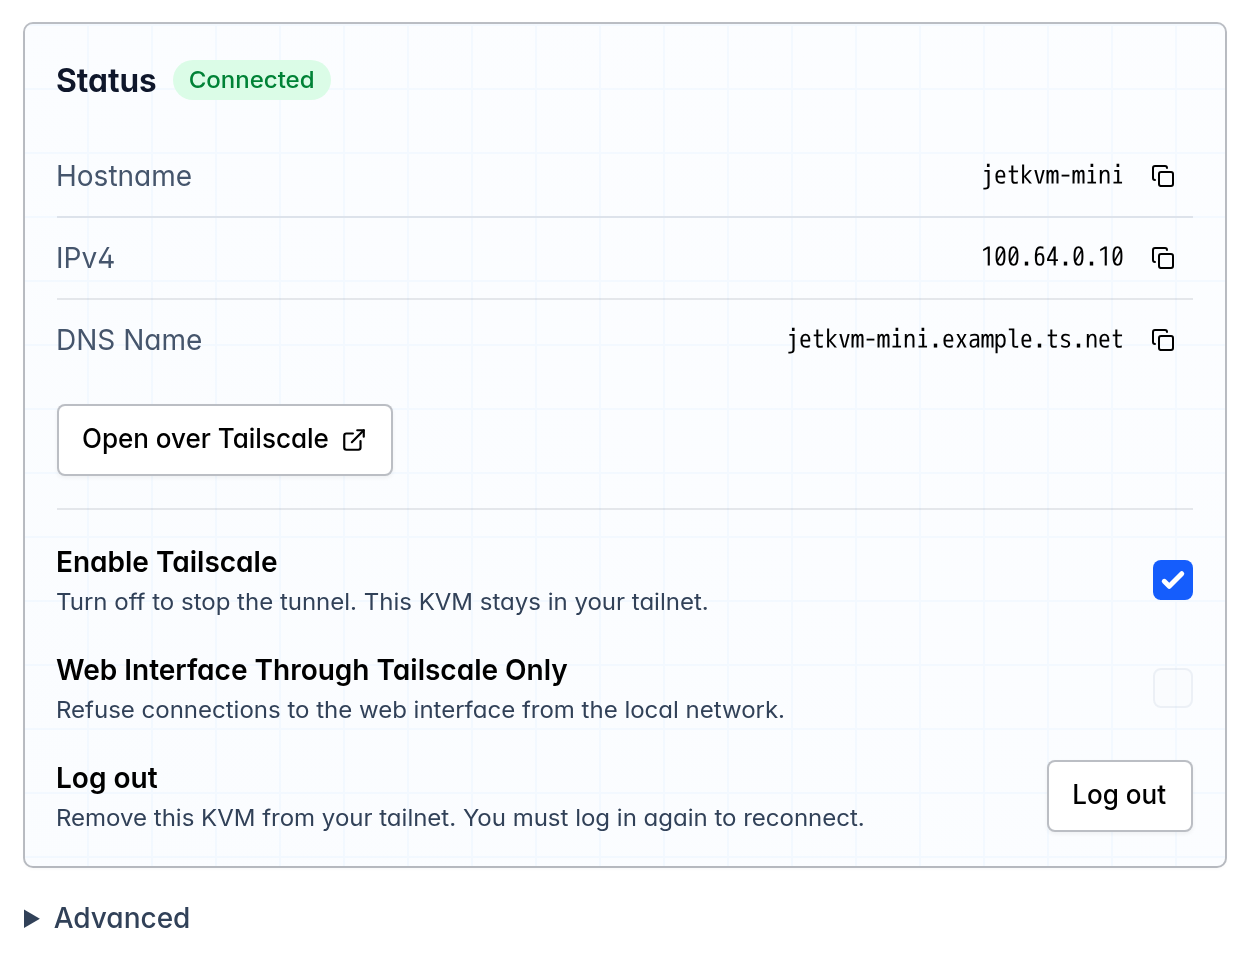 Status Connected
Hostname jetkvm-mini
IPv4 100.64.0.10
DNS Name jetkvm-mini.example.ts.net
Open over Tailscale
Enable Tailscale
Turn off to stop the tunnel. This KVM stays in your tailnet.
Web Interface Through Tailscale Only
Refuse connections to the web interface from the local network.
Log out
Remove this KVM from your tailnet. You must log in again to reconnect.
Log out
Advanced